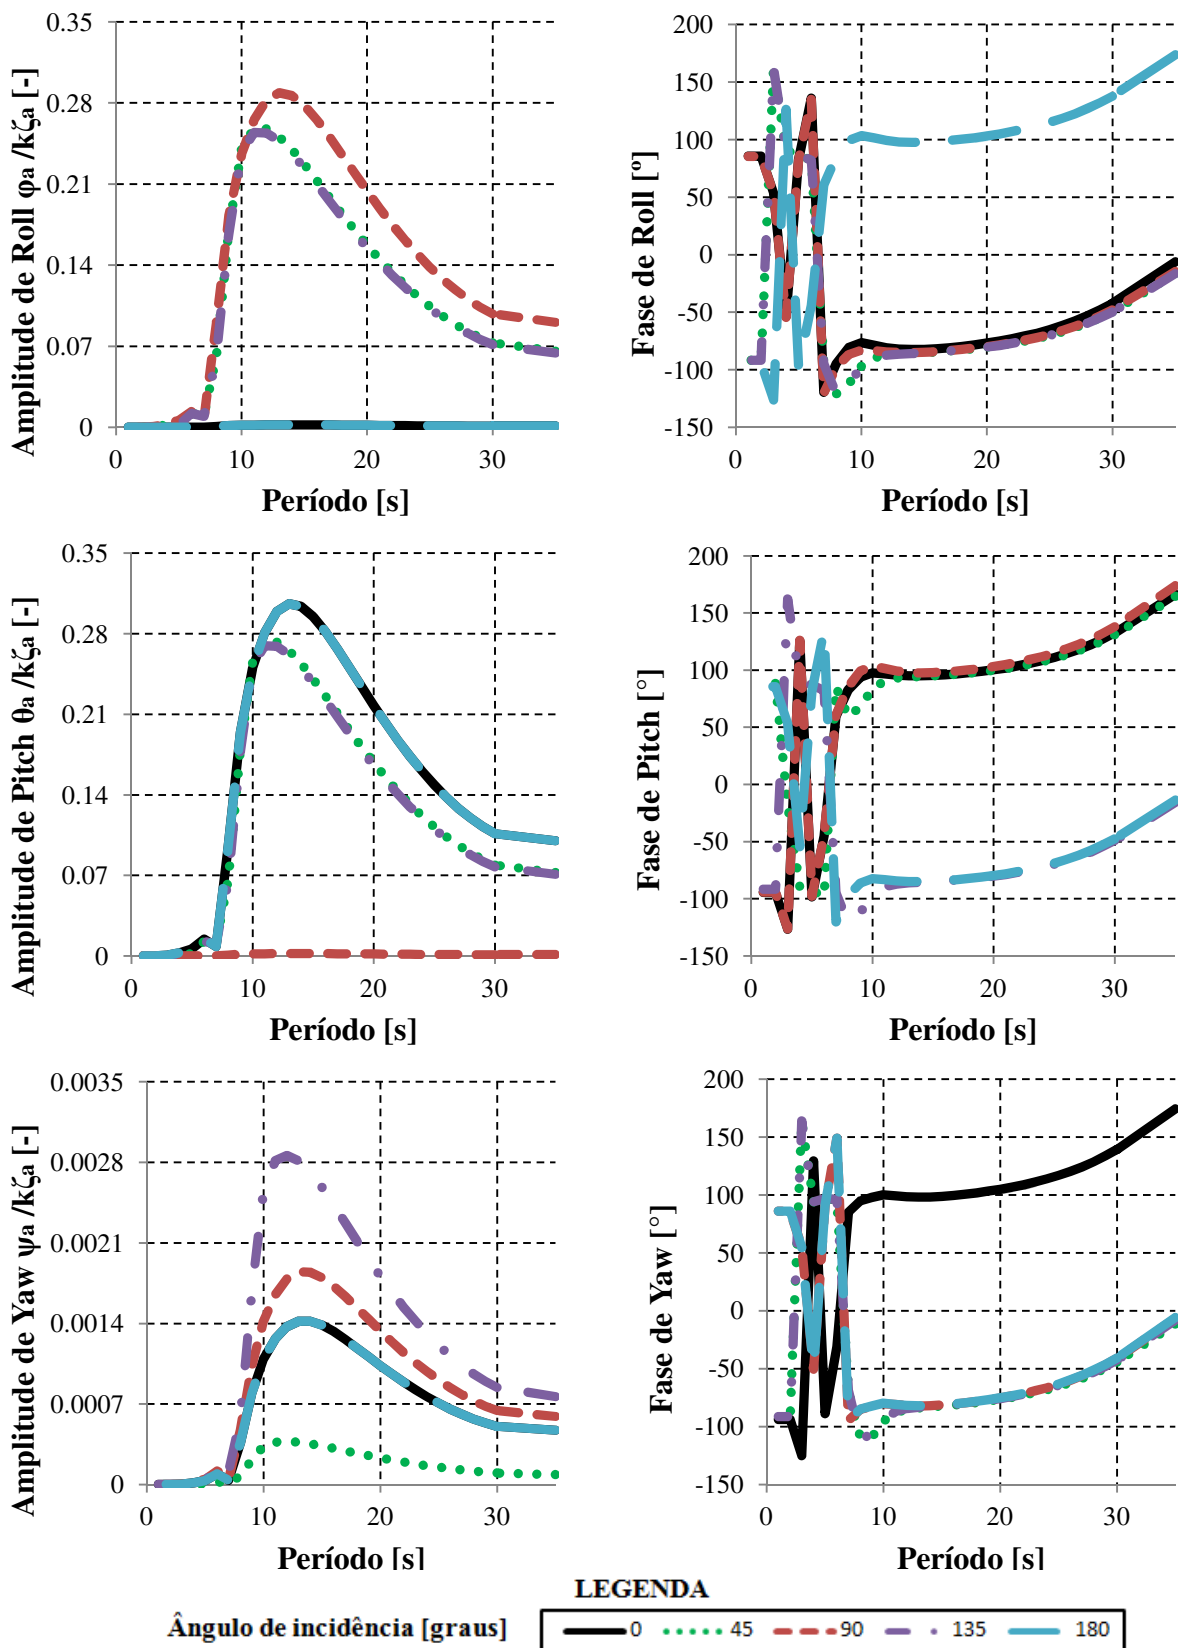 0.35
0.28
0.21
0.14
0.07
0
0 10 20 30
Período [s]
Amplitude de Roll φa /kζa [-]
200
150
100
50
0
-50
-100
-150
0 10 20 30
Período [s]
Fase de Roll [º]
0.35
0.28
0.21
0.14
0.07
0
0 10 20 30
Período [s]
Amplitude de Pitch θa /kζa [-]
200
150
100
50
0
-50
-100
-150
0 10 20 30
Período [s]
Fase de Pitch [°]
0.0035
0.0028
0.0021
0.0014
0.0007
0
0 10 20 30
Período [s]
Amplitude de Yaw ψa /kζa [-]
200
150
100
50
0
-50
-100
-150
0 10 20 30
Período [s]
Fase de Yaw [°]
LEGENDA
Ângulo de incidência [graus] 0 45 90 135 180